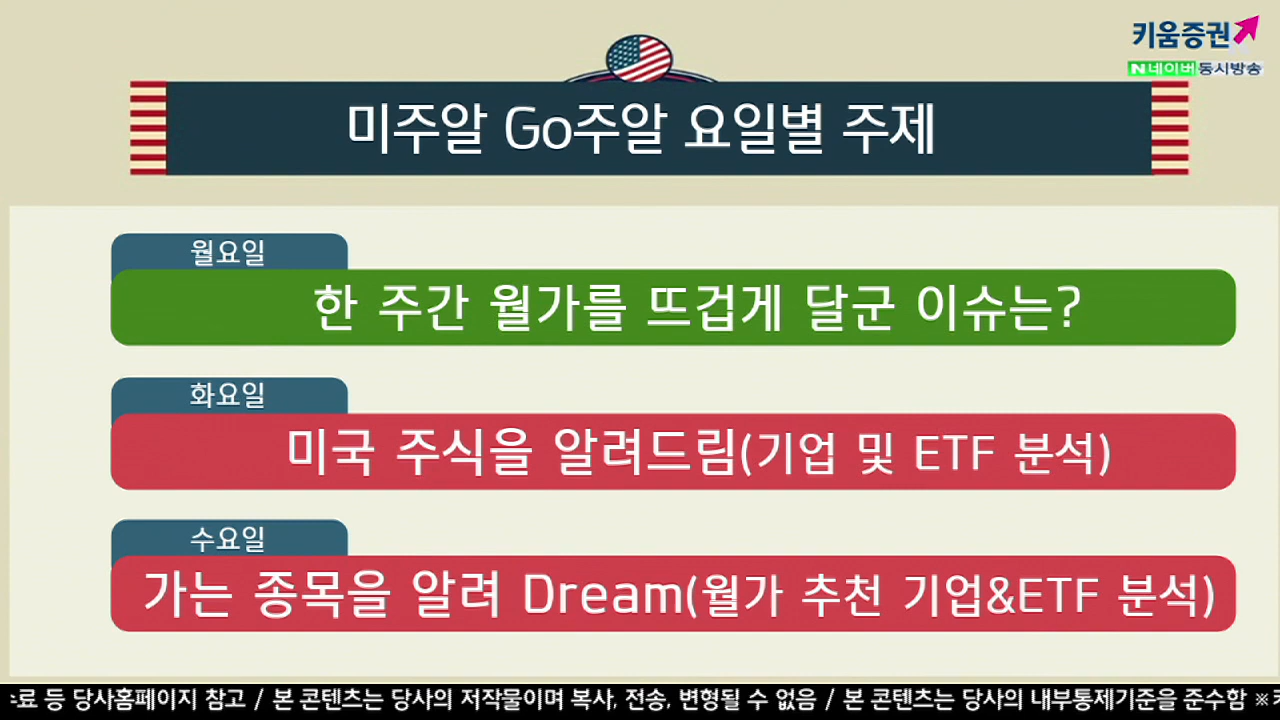 키움증권
N 네이버 동시방송
미주알 Go주알 요일별 주제
월요일
한 주간 월가를 뜨겁게 달군 이슈는?
화요일
미국 주식을 알려드림(기업 및 ETF 분석)
수요일
가는 종목을 알려 Dream(월가 추천 기업&ETF 분석)
등 당사홈페이지 참고 / 본 콘텐츠는 당사의 저작물이며 복사, 전송, 변형될 수 없음 / 본 콘텐츠는 당사의 내부통제기준을 준수함 ※